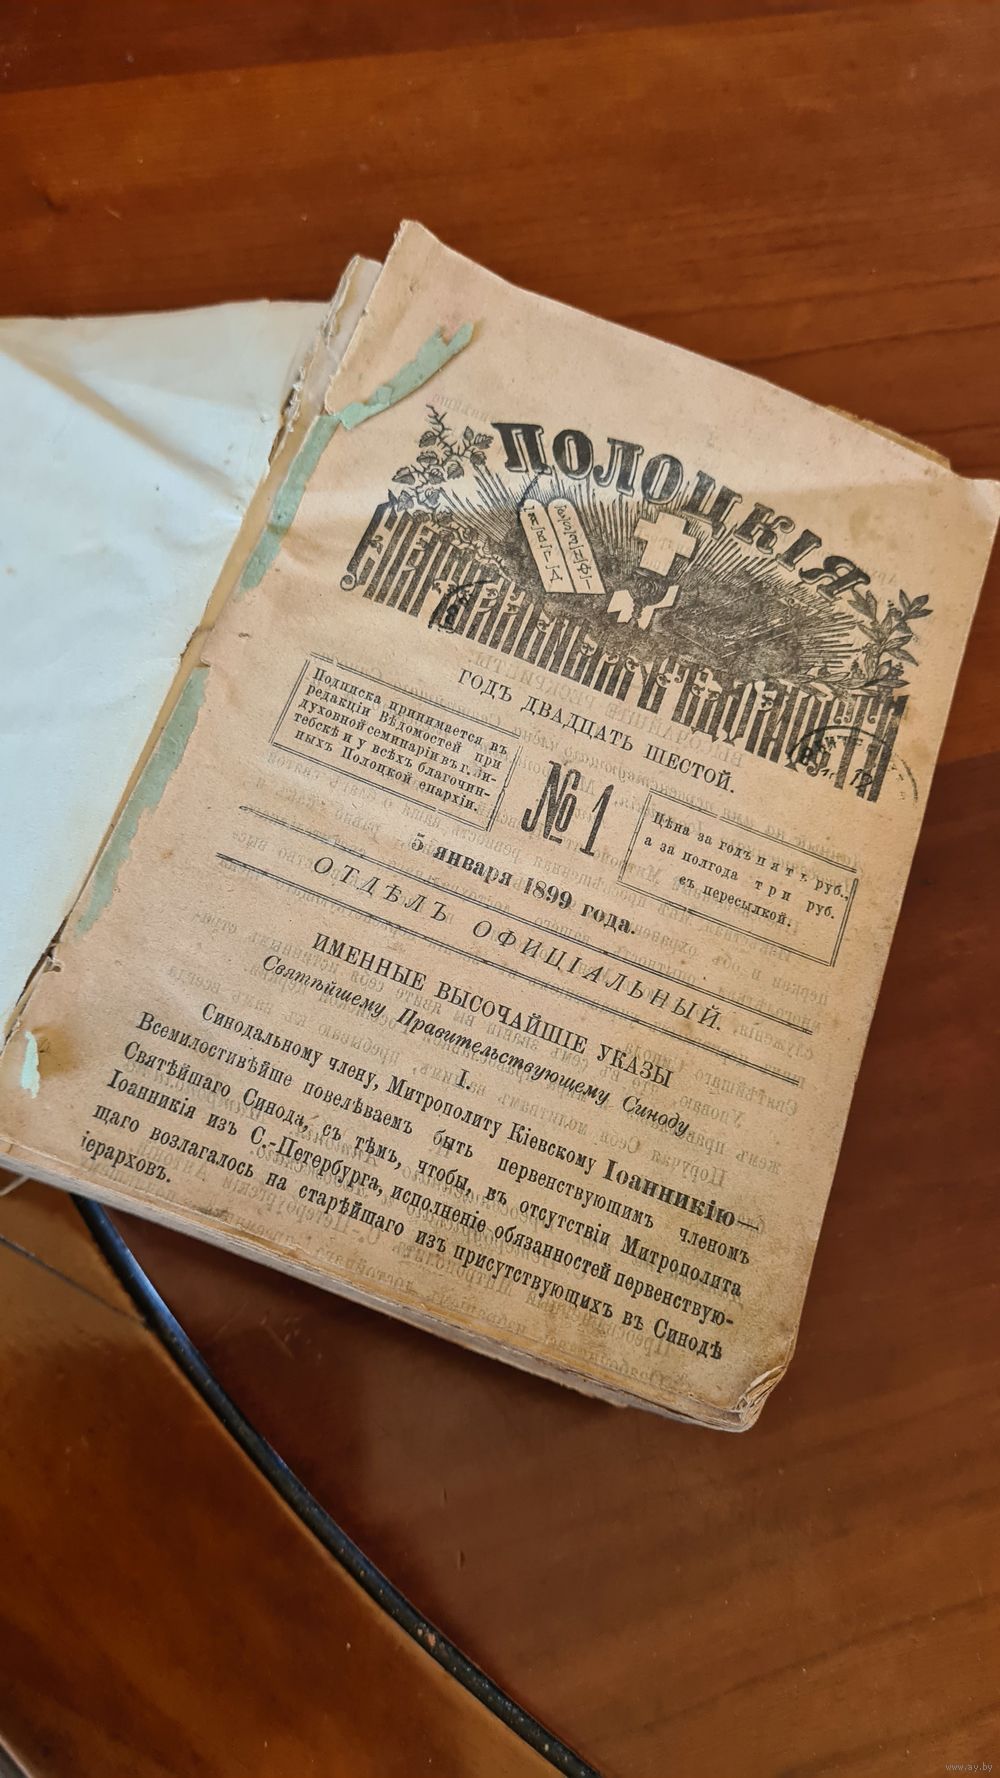 ПОЛОЦКІЯ
ЕПАРХІАЛЬНЫЯ ВѢДОМОСТИ
ГОДЪ ДВАДЦАТЬ ШЕСТОЙ.
Подписка принимается въ
редакціи Вѣдомостей при
духовной семинаріи въ г. Ви-
тебскѣ и у всѣхъ благочин-
ныхъ Полоцкой епархіи.
№ 1
Цѣна за годъ пять руб.,
а за полгода три руб.
съ пересылкой.
5 января 1899 года.
ОТДѢЛЪ ОФИЦІАЛЬНЫЙ.
ИМЕННЫЕ ВЫСОЧАЙШІЕ УКАЗЫ
Святѣйшему Правительствующему Синоду.
I.
Синодальному члену, Митрополиту Кіевскому Іоанникію—
Всемилостивѣйше повелѣваемъ быть первенствующимъ членомъ
Святѣйшаго Синода, съ тѣмъ, чтобы, въ отсутствіи Митрополита
Іоанникія изъ С.-Петербурга, исполненіе обязанностей первенствую-
щаго возлагалось на старѣйшаго изъ присутствующихъ въ Синодѣ
іерарховъ.
www.ay.by